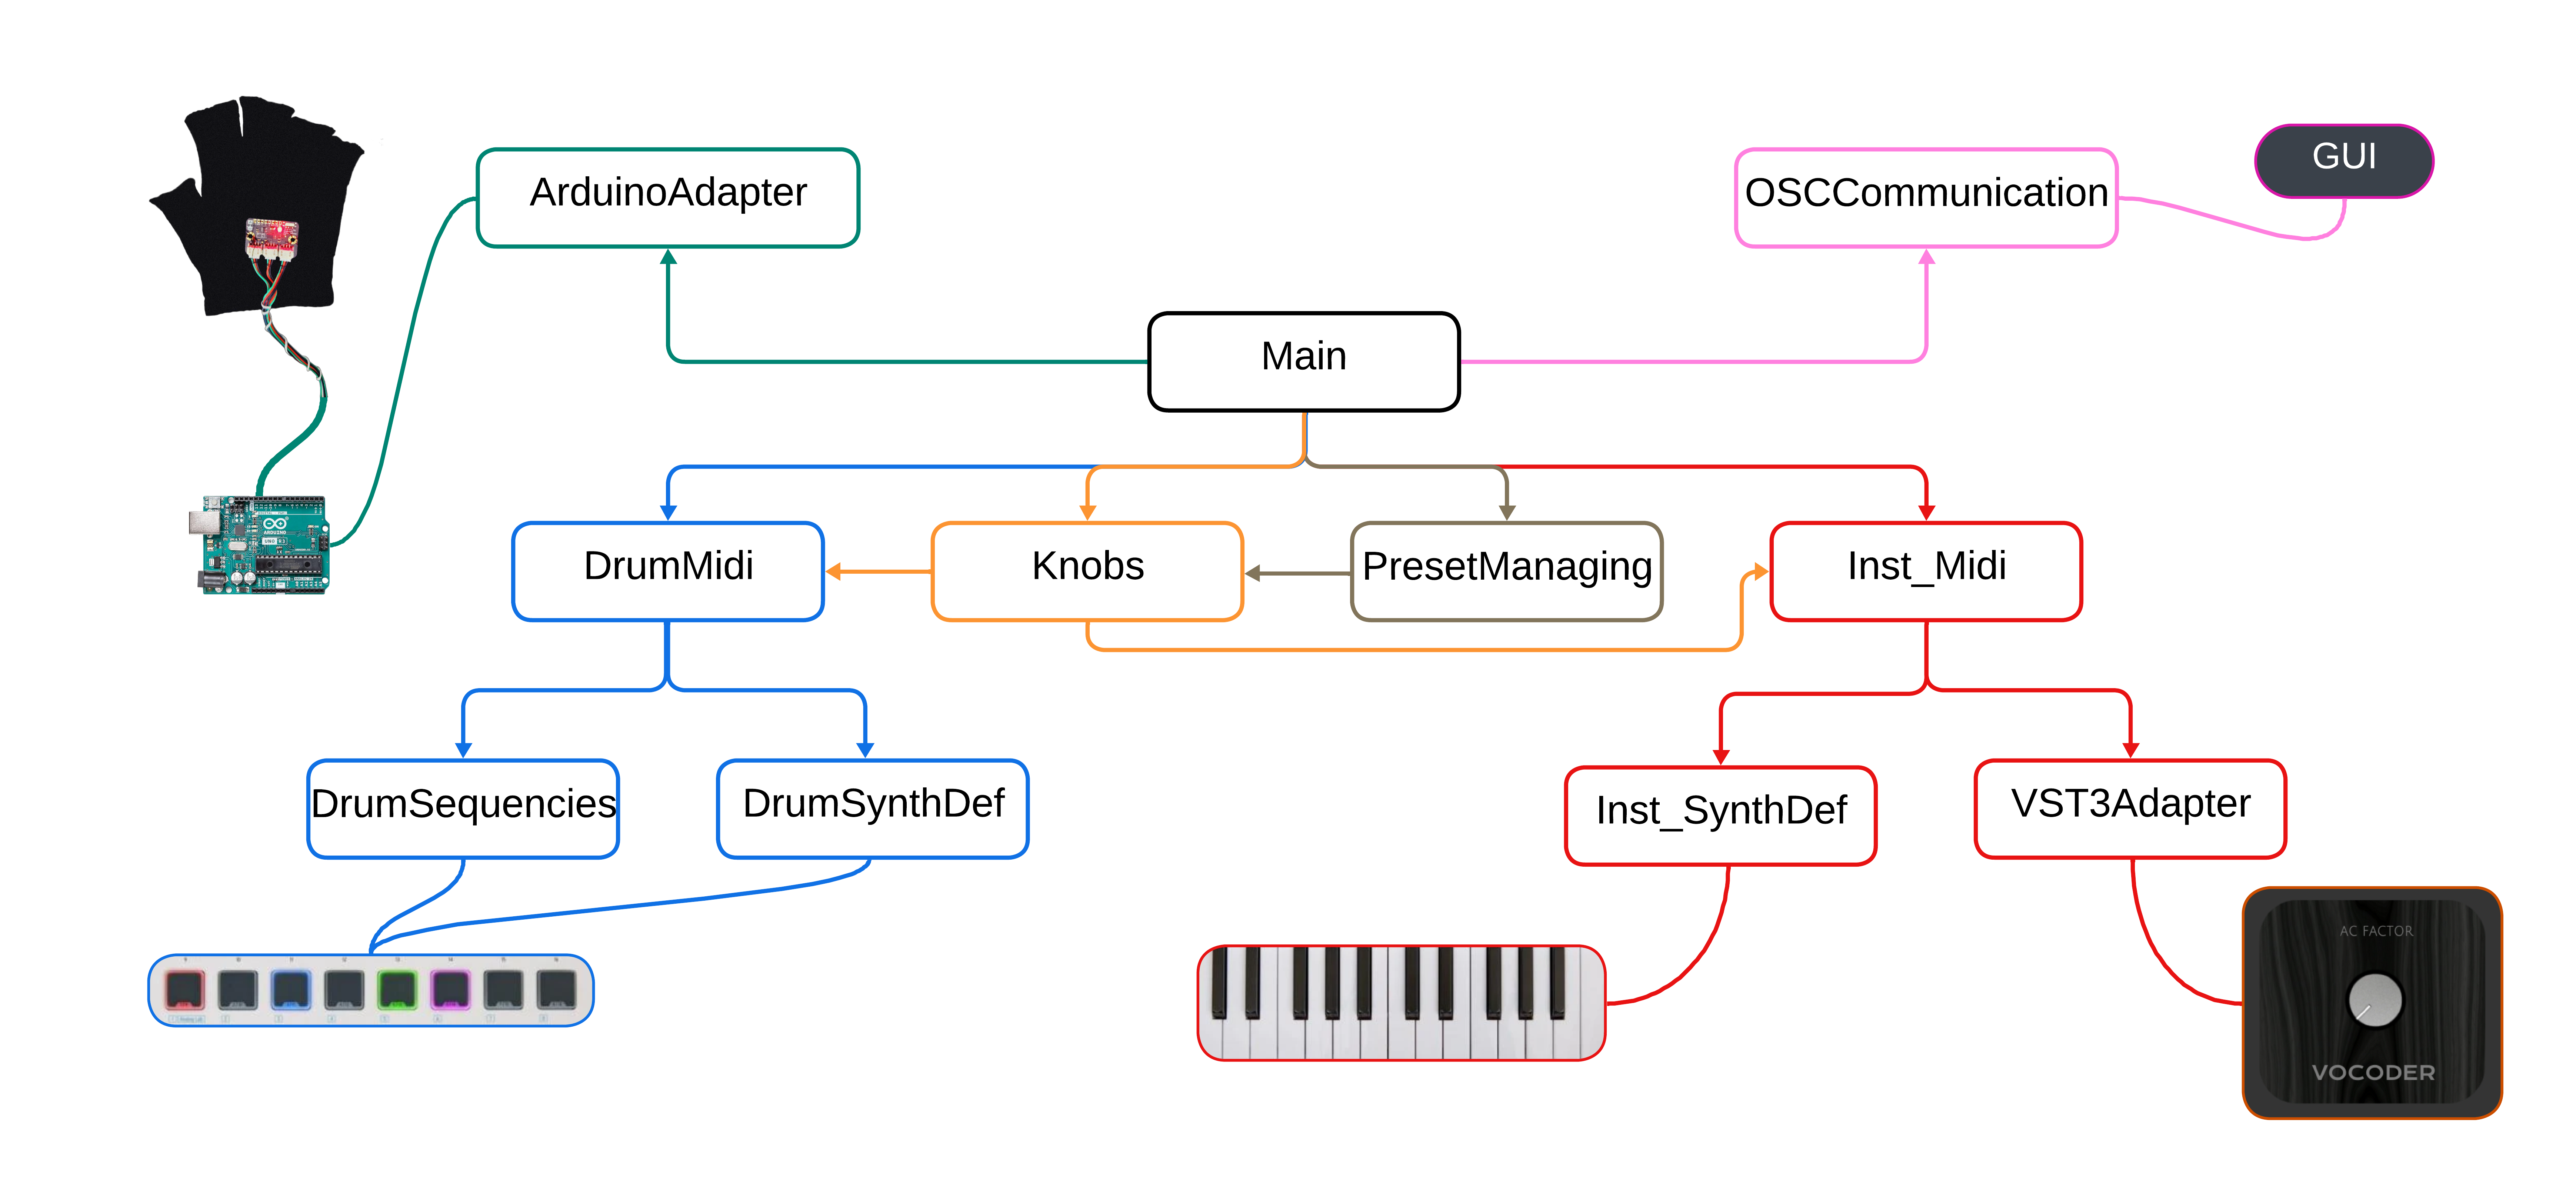 ArduinoAdapter
OSCCommunication
GUI
Main
DrumMidi
Knobs
PresetManaging
Inst_Midi
DrumSequencies
DrumSynthDef
Inst_SynthDef
VST3Adapter
AC FACTOR
VOCODER